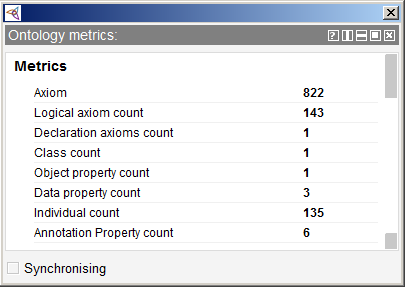 Ontology metrics:
Metrics
Axiom 822
Logical axiom count 143
Declaration axioms count 1
Class count 1
Object property count 1
Data property count 3
Individual count 135
Annotation Property count 6
Synchronising